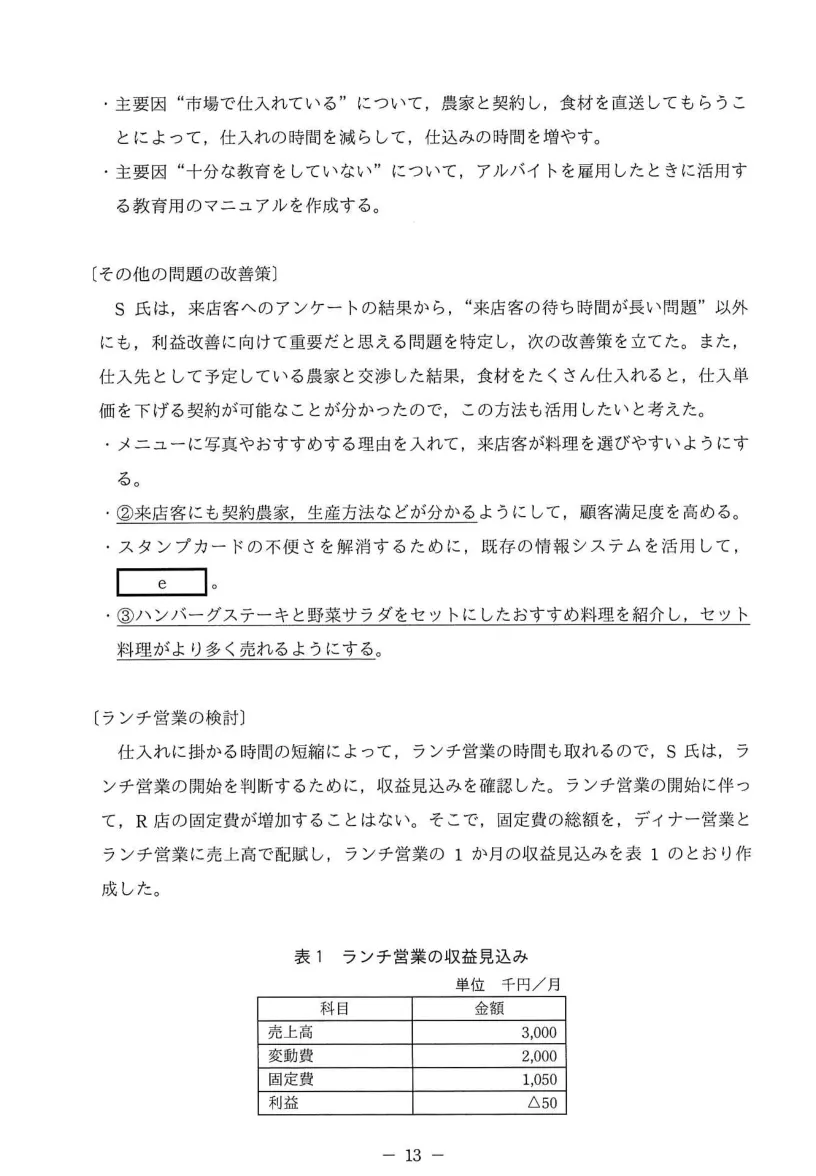 ・主要因“市場で仕入れている”について，農家と契約し，食材を直送してもらうこ
とによって，仕入れの時間を減らして，仕込みの時間を増やす。
・主要因“十分な教育をしていない”について，アルバイトを雇用したときに活用す
る教育用のマニュアルを作成する。
〔その他の問題の改善策〕
S 氏は，来店客へのアンケートの結果から，“来店客の待ち時間が長い問題”以外
にも，利益改善に向けて重要だと思える問題を特定し，次の改善策を立てた。また，
仕入先として予定している農家と交渉した結果，食材をたくさん仕入れると，仕入単
価を下げる契約が可能なことが分かったので，この方法も活用したいと考えた。
・メニューに写真やおすすめする理由を入れて，来店客が料理を選びやすいようにす
る。
・②来店客にも契約農家，生産方法などが分かるようにして，顧客満足度を高める。
・スタンプカードの不便さを解消するために，既存の情報システムを活用して，
e 。
・③ハンバーグステーキと野菜サラダをセットにしたおすすめ料理を紹介し，セット
料理がより多く売れるようにする。
〔ランチ営業の検討〕
仕入れに掛かる時間の短縮によって，ランチ営業の時間も取れるので，S 氏は，ラ
ンチ営業の開始を判断するために，収益見込みを確認した。ランチ営業の開始に伴っ
て，R 店の固定費が増加することはない。そこで，固定費の総額を，ディナー営業と
ランチ営業に売上高で配賦し，ランチ営業の 1 か月の収益見込みを表 1 のとおり作
成した。
表1 ランチ営業の収益見込み
単位 千円／月
科目 金額
売上高 3,000
変動費 2,000
固定費 1,050
利益 △50
－ 13 －